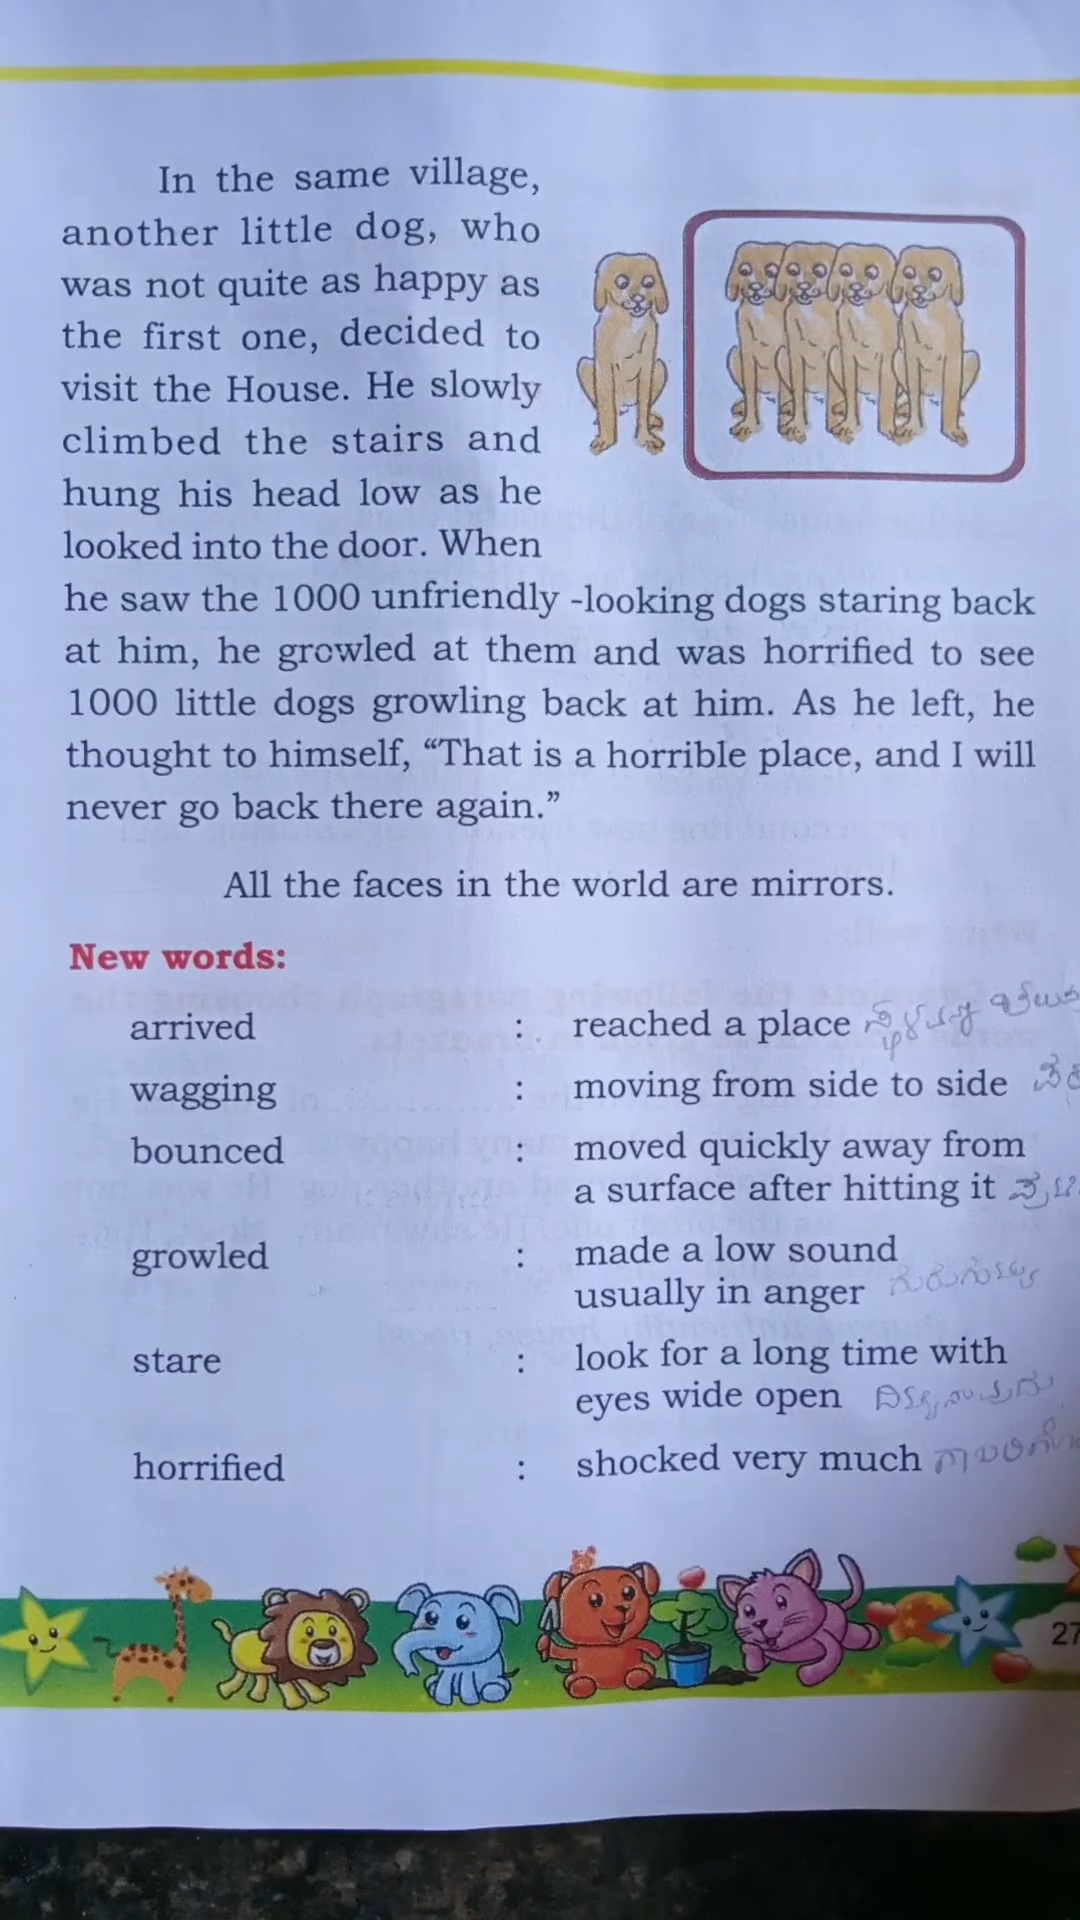 In the same village,
another little dog, who
was not quite as happy as
the first one, decided to
visit the House. He slowly
climbed the stairs and
hung his head low as he
looked into the door. When
he saw the 1000 unfriendly -looking dogs staring back
at him, he growled at them and was horrified to see
1000 little dogs growling back at him. As he left, he
thought to himself, “That is a horrible place, and I will
never go back there again.”
All the faces in the world are mirrors.
New words:
arrived : reached a place
wagging : moving from side to side
bounced : moved quickly away from
a surface after hitting it
growled : made a low sound
usually in anger
stare : look for a long time with
eyes wide open
horrified : shocked very much
27